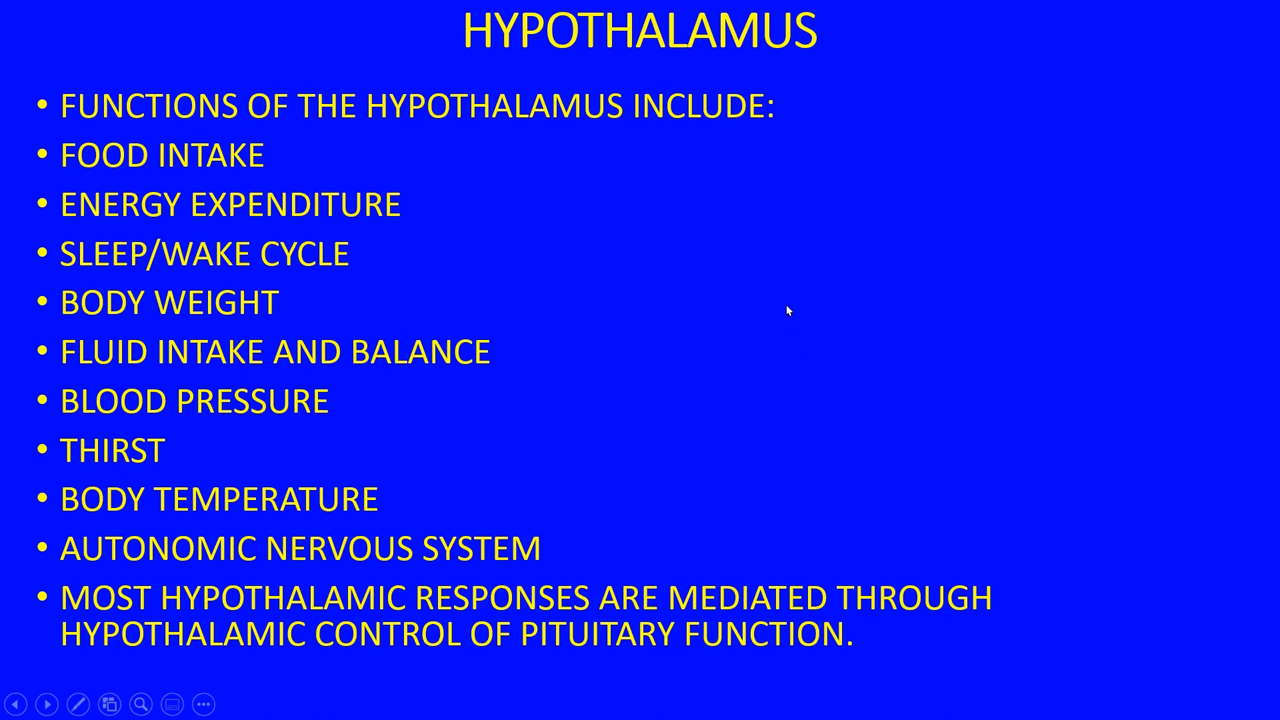 HYPOTHALAMUS
• FUNCTIONS OF THE HYPOTHALAMUS INCLUDE:
• FOOD INTAKE
• ENERGY EXPENDITURE
• SLEEP/WAKE CYCLE
• BODY WEIGHT
• FLUID INTAKE AND BALANCE
• BLOOD PRESSURE
• THIRST
• BODY TEMPERATURE
• AUTONOMIC NERVOUS SYSTEM
• MOST HYPOTHALAMIC RESPONSES ARE MEDIATED THROUGH
HYPOTHALAMIC CONTROL OF PITUITARY FUNCTION.